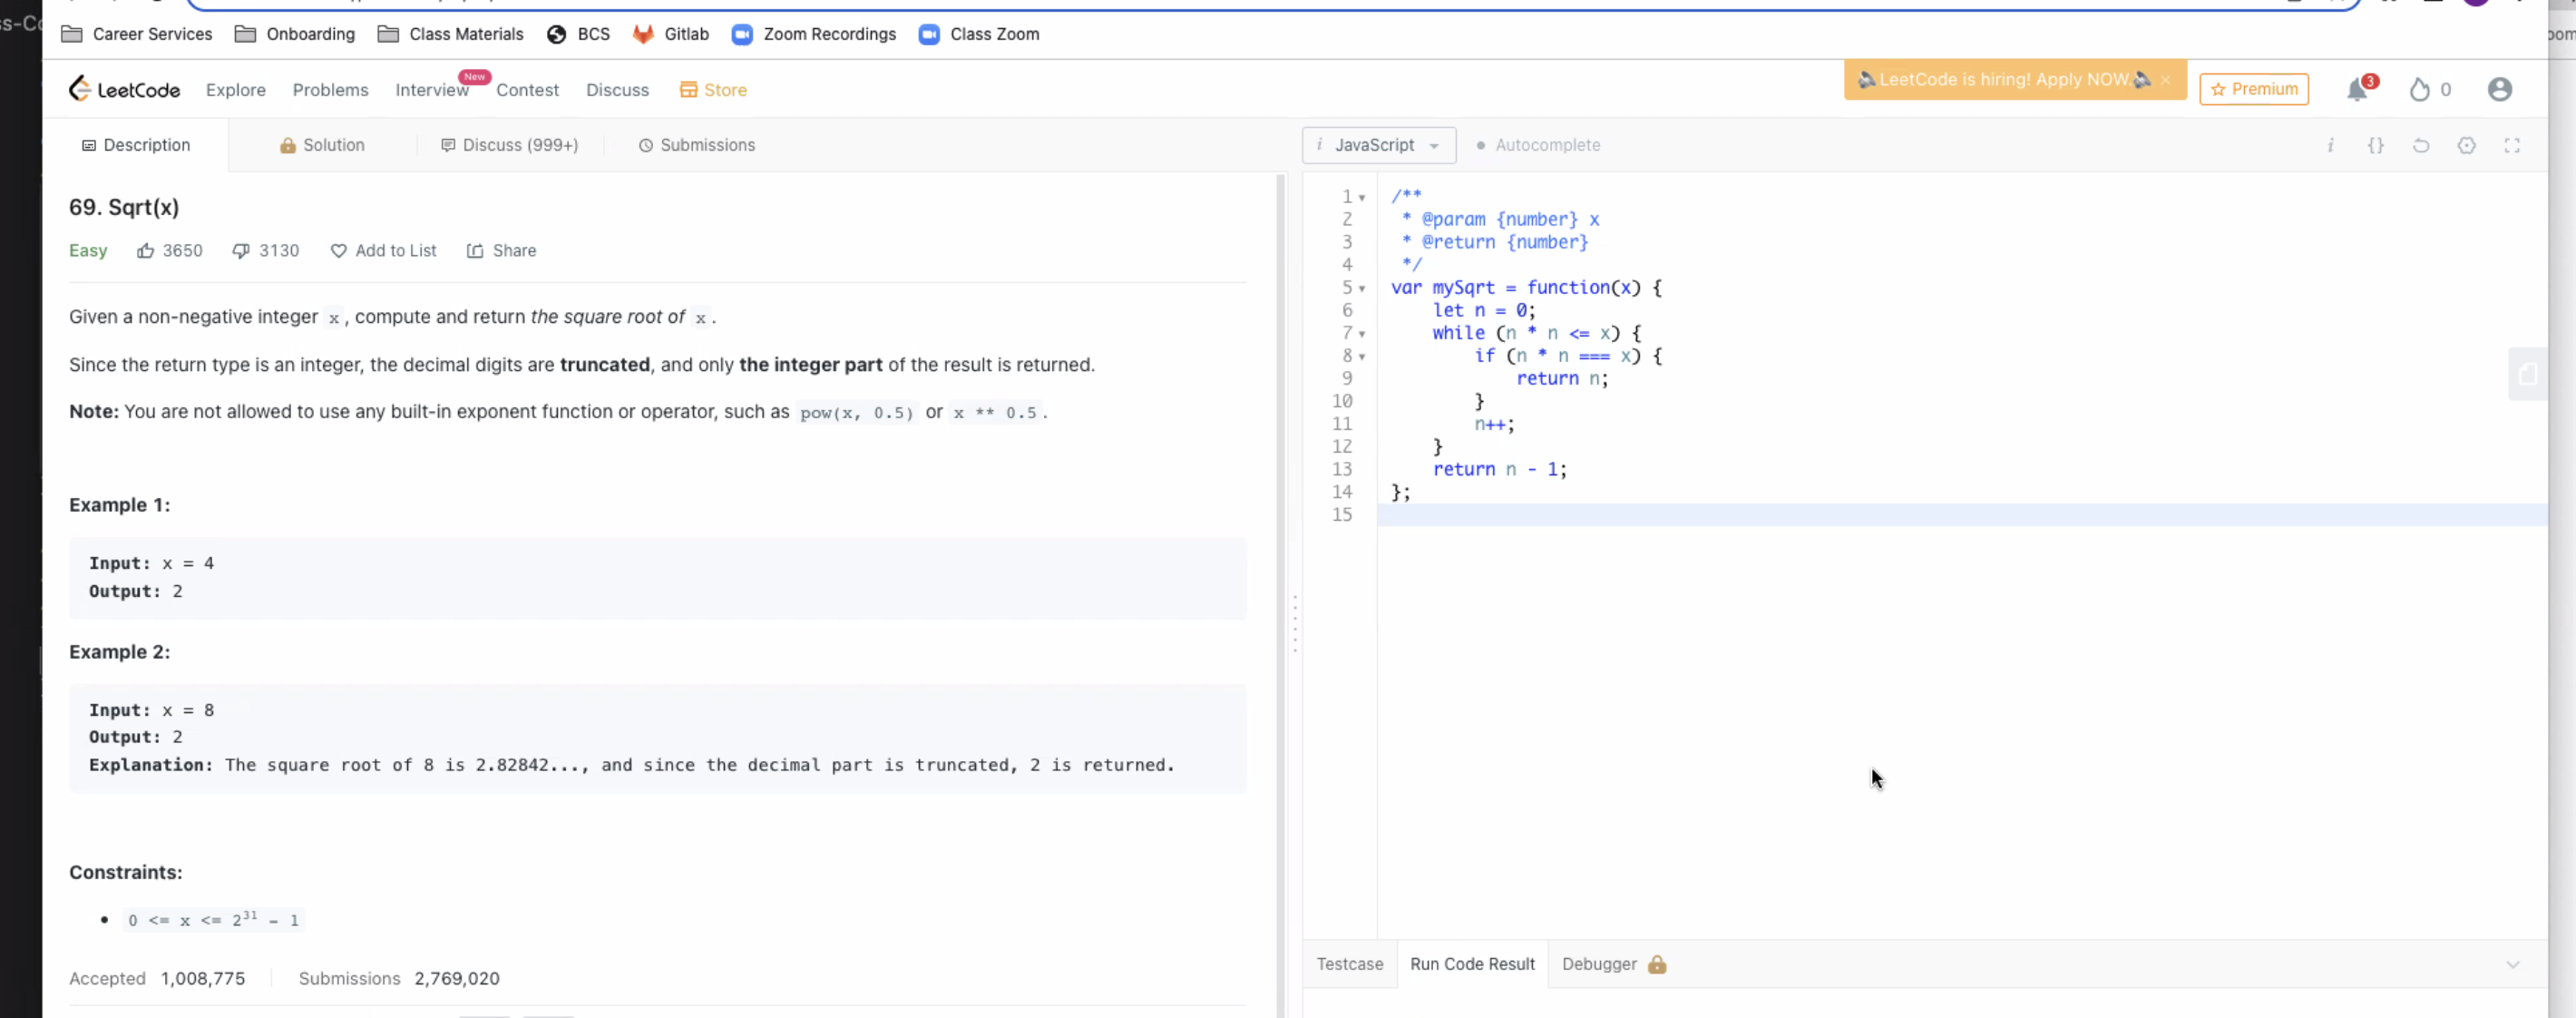 Career Services Onboarding Class Materials BCS Gitlab Zoom Recordings Class Zoom
LeetCode Explore Problems Interview New Contest Discuss Store LeetCode is hiring! Apply NOW. × Premium 3 0
Description Solution Discuss (999+) Submissions
i JavaScript Autocomplete i {}
69. Sqrt(x)
Easy 3650 3130 Add to List Share
Given a non-negative integer x, compute and return the square root of x.
Since the return type is an integer, the decimal digits are truncated, and only the integer part of the result is returned.
Note: You are not allowed to use any built-in exponent function or operator, such as pow(x, 0.5) or x ** 0.5.
Example 1:
Input: x = 4
Output: 2
Example 2:
Input: x = 8
Output: 2
Explanation: The square root of 8 is 2.82842..., and since the decimal part is truncated, 2 is returned.
Constraints:
0 <= x <= 2³¹ - 1
Accepted 1,008,775 Submissions 2,769,020
1 /**
2  * @param {number} x
3  * @return {number}
4  */
5 var mySqrt = function(x) {
6     let n = 0;
7     while (n * n <= x) {
8         if (n * n === x) {
9             return n;
10         }
11         n++;
12     }
13     return n - 1;
14 };
15
Testcase Run Code Result Debugger